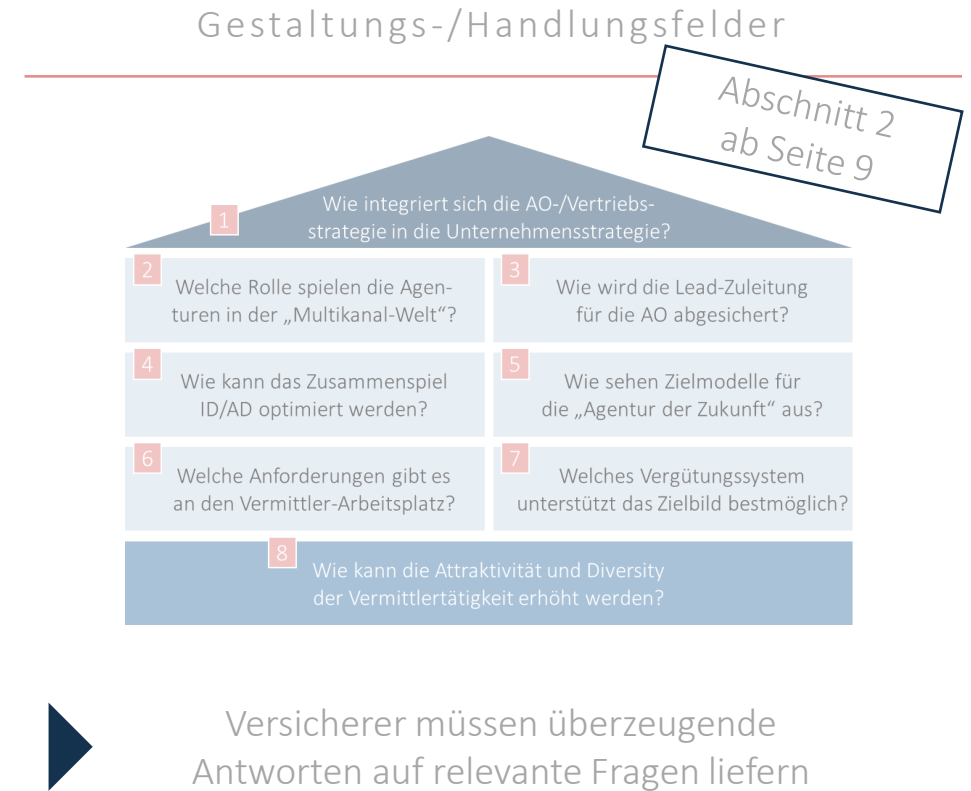 Gestaltungs-/Handlungsfelder
Abschnitt 2
ab Seite 9
1
Wie integriert sich die AO-/Vertriebs-
strategie in die Unternehmensstrategie?
2
Welche Rolle spielen die Agen-
turen in der „Multikanal-Welt“?
3
Wie wird die Lead-Zuleitung
für die AO abgesichert?
4
Wie kann das Zusammenspiel
ID/AD optimiert werden?
5
Wie sehen Zielmodelle für
die „Agentur der Zukunft“ aus?
6
Welche Anforderungen gibt es
an den Vermittler-Arbeitsplatz?
7
Welches Vergütungssystem
unterstützt das Zielbild bestmöglich?
8
Wie kann die Attraktivität und Diversity
der Vermittlertätigkeit erhöht werden?
Versicherer müssen überzeugende
Antworten auf relevante Fragen liefern